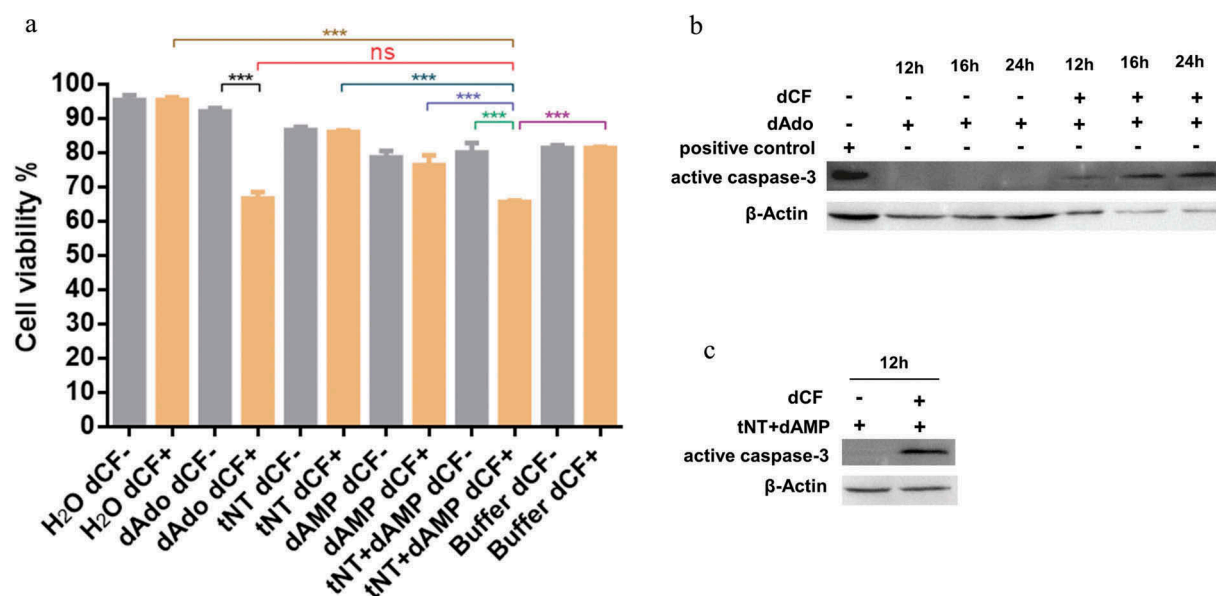 a
***
ns
***
***
***
***
***
Cell viability %
100
90
80
70
60
50
40
30
20
10
0
H2O dCF-
H2O dCF+
dAdo dCF-
dAdo dCF+
tNT dCF-
tNT dCF+
dAMP dCF-
dAMP dCF+
tNT+dAMP dCF-
tNT+dAMP dCF+
Buffer dCF-
Buffer dCF+
b
12h 16h 24h 12h 16h 24h
dCF - - - - + + +
dAdo - + + + + + +
positive control + - - - - - -
active caspase-3
β-Actin
c
12h
dCF - +
tNT+dAMP + +
active caspase-3
β-Actin